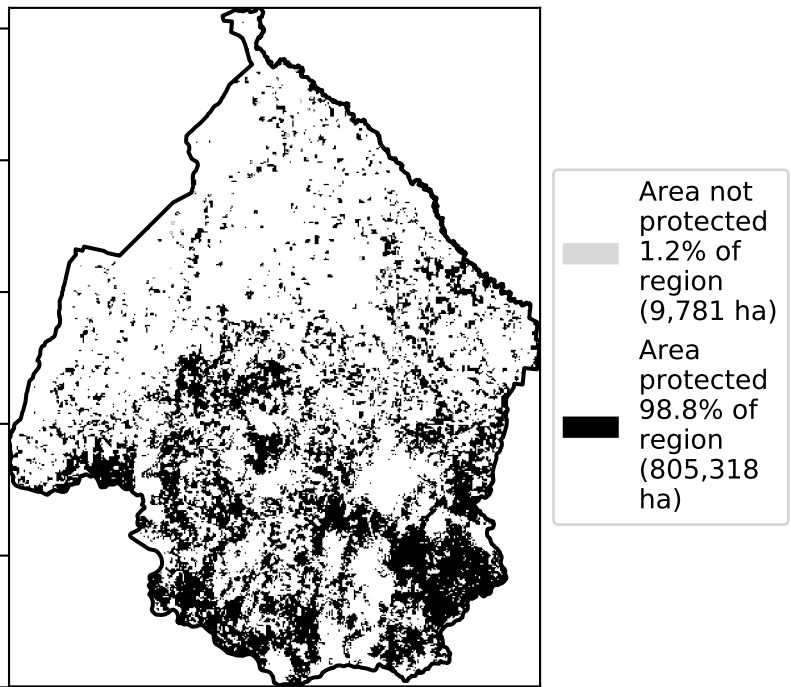 Area not
protected
1.2% of
region
(9,781 ha)
Area
protected
98.8% of
region
(805,318
ha)